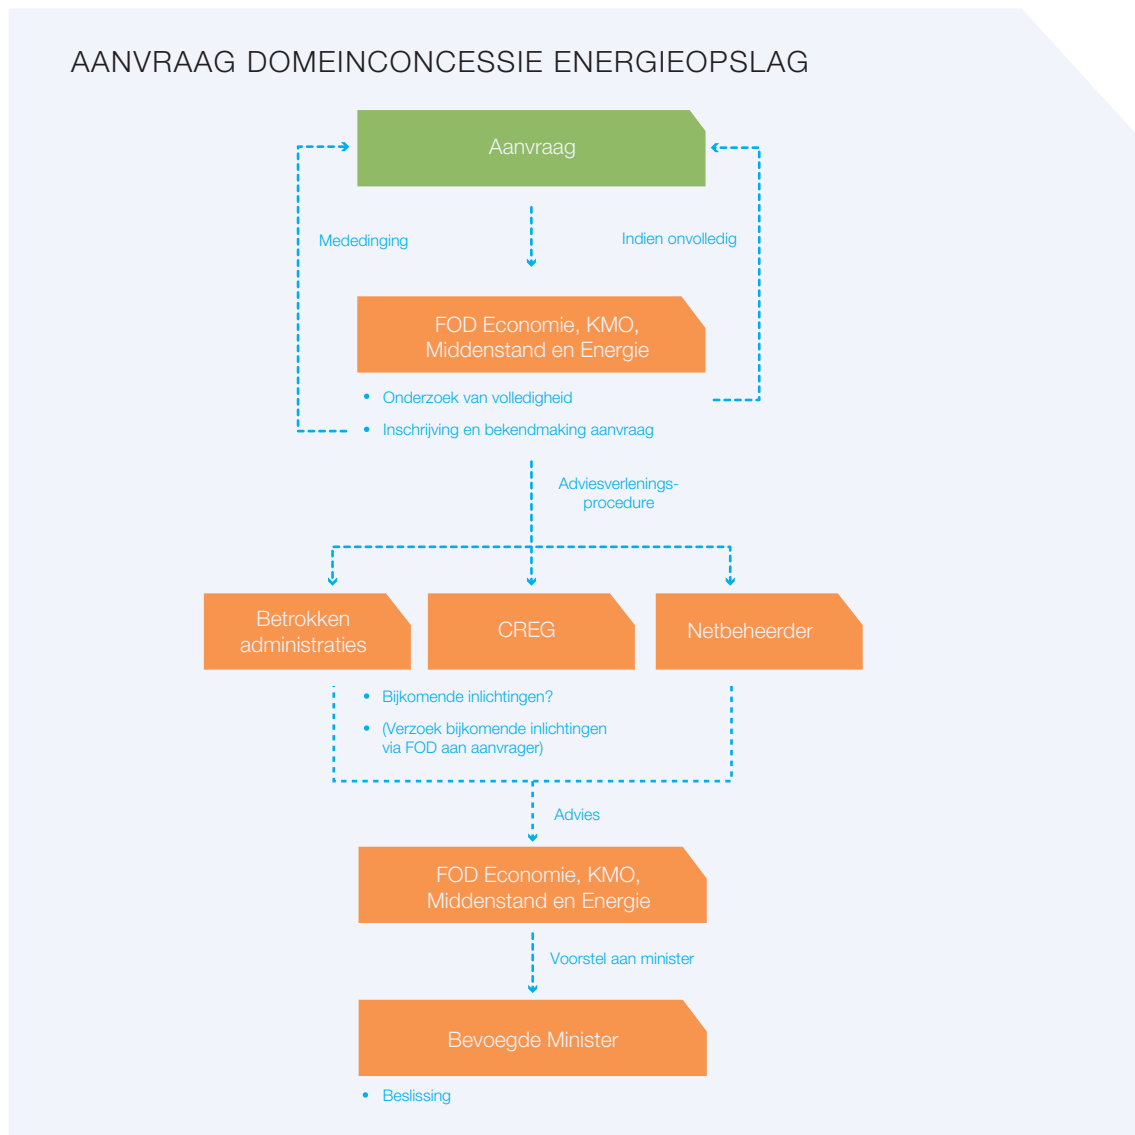 AANVRAAG DOMEINCONCESSIE ENERGIEOPSLAG
Aanvraag
Mededinging
Indien onvolledig
FOD Economie, KMO,
Middenstand en Energie
• Onderzoek van volledigheid
• Inschrijving en bekendmaking aanvraag
Adviesverlenings-
procedure
Betrokken
administraties
CREG
Netbeheerder
• Bijkomende inlichtingen?
• (Verzoek bijkomende inlichtingen
via FOD aan aanvrager)
Advies
FOD Economie, KMO,
Middenstand en Energie
Voorstel aan minister
Bevoegde Minister
• Beslissing